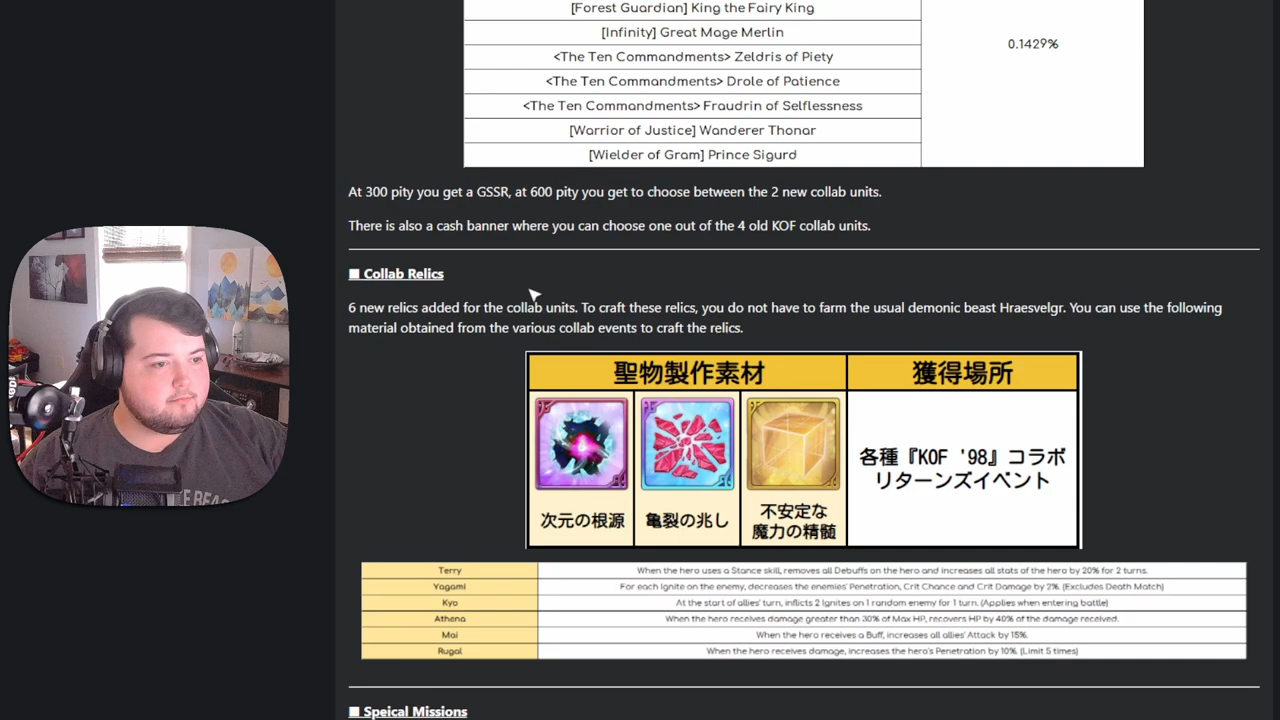 [Forest Guardian] King the Fairy King
[Infinity] Great Mage Merlin
0.1429%
<The Ten Commandments> Zeldris of Piety
<The Ten Commandments> Drole of Patience
<The Ten Commandments> Fraudrin of Selflessness
[Warrior of Justice] Wanderer Thonar
[Wielder of Gram] Prince Sigurd
At 300 pity you get a GSSR, at 600 pity you get to choose between the 2 new collab units.
There is also a cash banner where you can choose one out of the 4 old KOF collab units.
■ Collab Relics
6 new relics added for the collab units. To craft these relics, you do not have to farm the usual demonic beast Hraesvelgr. You can use the following
material obtained from the various collab events to craft the relics.
聖物製作素材 獲得場所
次元の根源 亀裂の兆し 不安定な
魔力の精髄
各種『KOF '98』コラボ
リターンズイベント
Terry When the hero uses a Stance skill, removes all Debuffs on the hero and increases all stats of the hero by 20% for 2 turns.
Yagami For each Ignite on the enemy, decreases the enemies' Penetration, Crit Chance and Crit Damage by 2%. (Excludes Death Match)
Kyo At the start of allies' turn, inflicts 2 Ignites on 1 random enemy for 1 turn. (Applies when entering battle)
Athena When the hero receives damage greater than 30% of Max HP, recovers HP by 40% of the damage received.
Mai When the hero receives a Buff, increases all allies' Attack by 15%.
Rugal When the hero receives damage, increases the hero's Penetration by 10%. (Limit 5 times)
■ Speical Missions